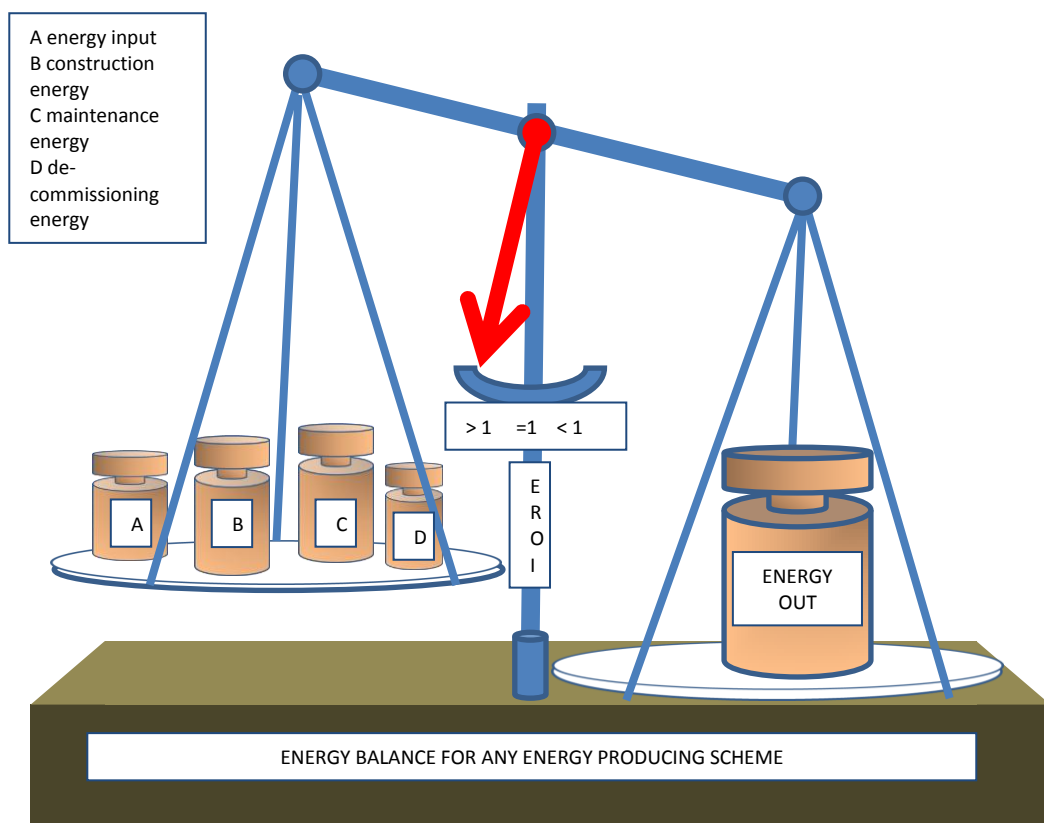 A energy input
B construction
energy
C maintenance
energy
D de-
commissioning
energy
> 1 =1 < 1
E
R
O
I
A
B
C
D
ENERGY
OUT
ENERGY BALANCE FOR ANY ENERGY PRODUCING SCHEME